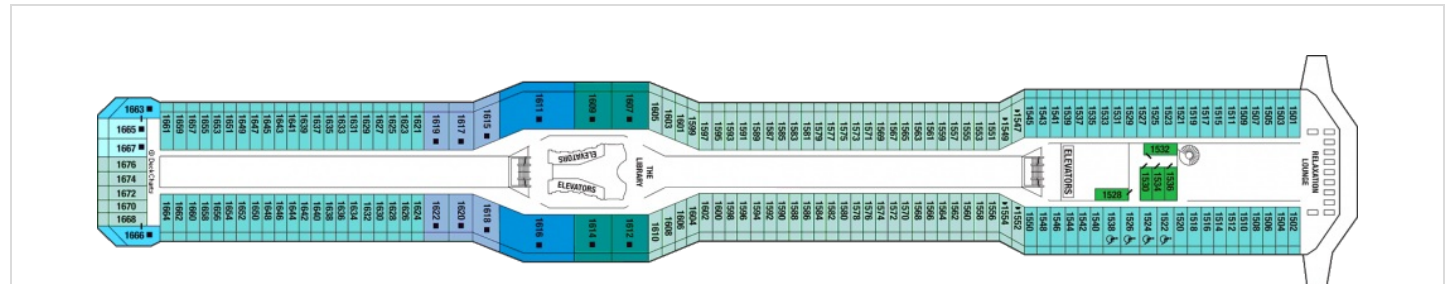 1663
1665
1667
1676
1674
1672
1670
1668
1666
© DeckChartz
1661 1659 1657 1655 1653 1651 1649 1647 1645 1643 1641 1639 1637 1635 1633 1631 1629 1627 1625 1623 1621 1619 1617 1615 1611 1609 1607 1605 1603 1601 1599 1597 1595 1593 1591 1589 1587 1585 1583 1581 1579 1577 1575 1573 1571 1569 1567 1565 1563 1561 1559 1557 1555 1553 1551 1549 1547 1545 1543 1541 1539 1537 1535 1533 1531 1529 1527 1525 1523 1521 1519 1517 1515 1511 1509 1507 1505 1503 1501
ELEVATORS
ELEVATORS
THE
LIBRARY
ELEVATORS
1532
1530 1534 1536
1528
RELAXATION
LOUNGE
1664 1662 1660 1658 1656 1654 1652 1650 1648 1646 1644 1642 1640 1638 1636 1634 1632 1630 1628 1626 1624 1622 1620 1618 1616 1614 1612 1610 1608 1606 1604 1602 1600 1598 1596 1594 1592 1590 1588 1586 1584 1582 1580 1578 1576 1574 1572 1570 1568 1566 1564 1562 1560 1558 1556 1554 1552 1550 1548 1546 1544 1542 1540 1538 1526 1524 1522 1520 1518 1516 1514 1512 1510 1508 1506 1504 1502